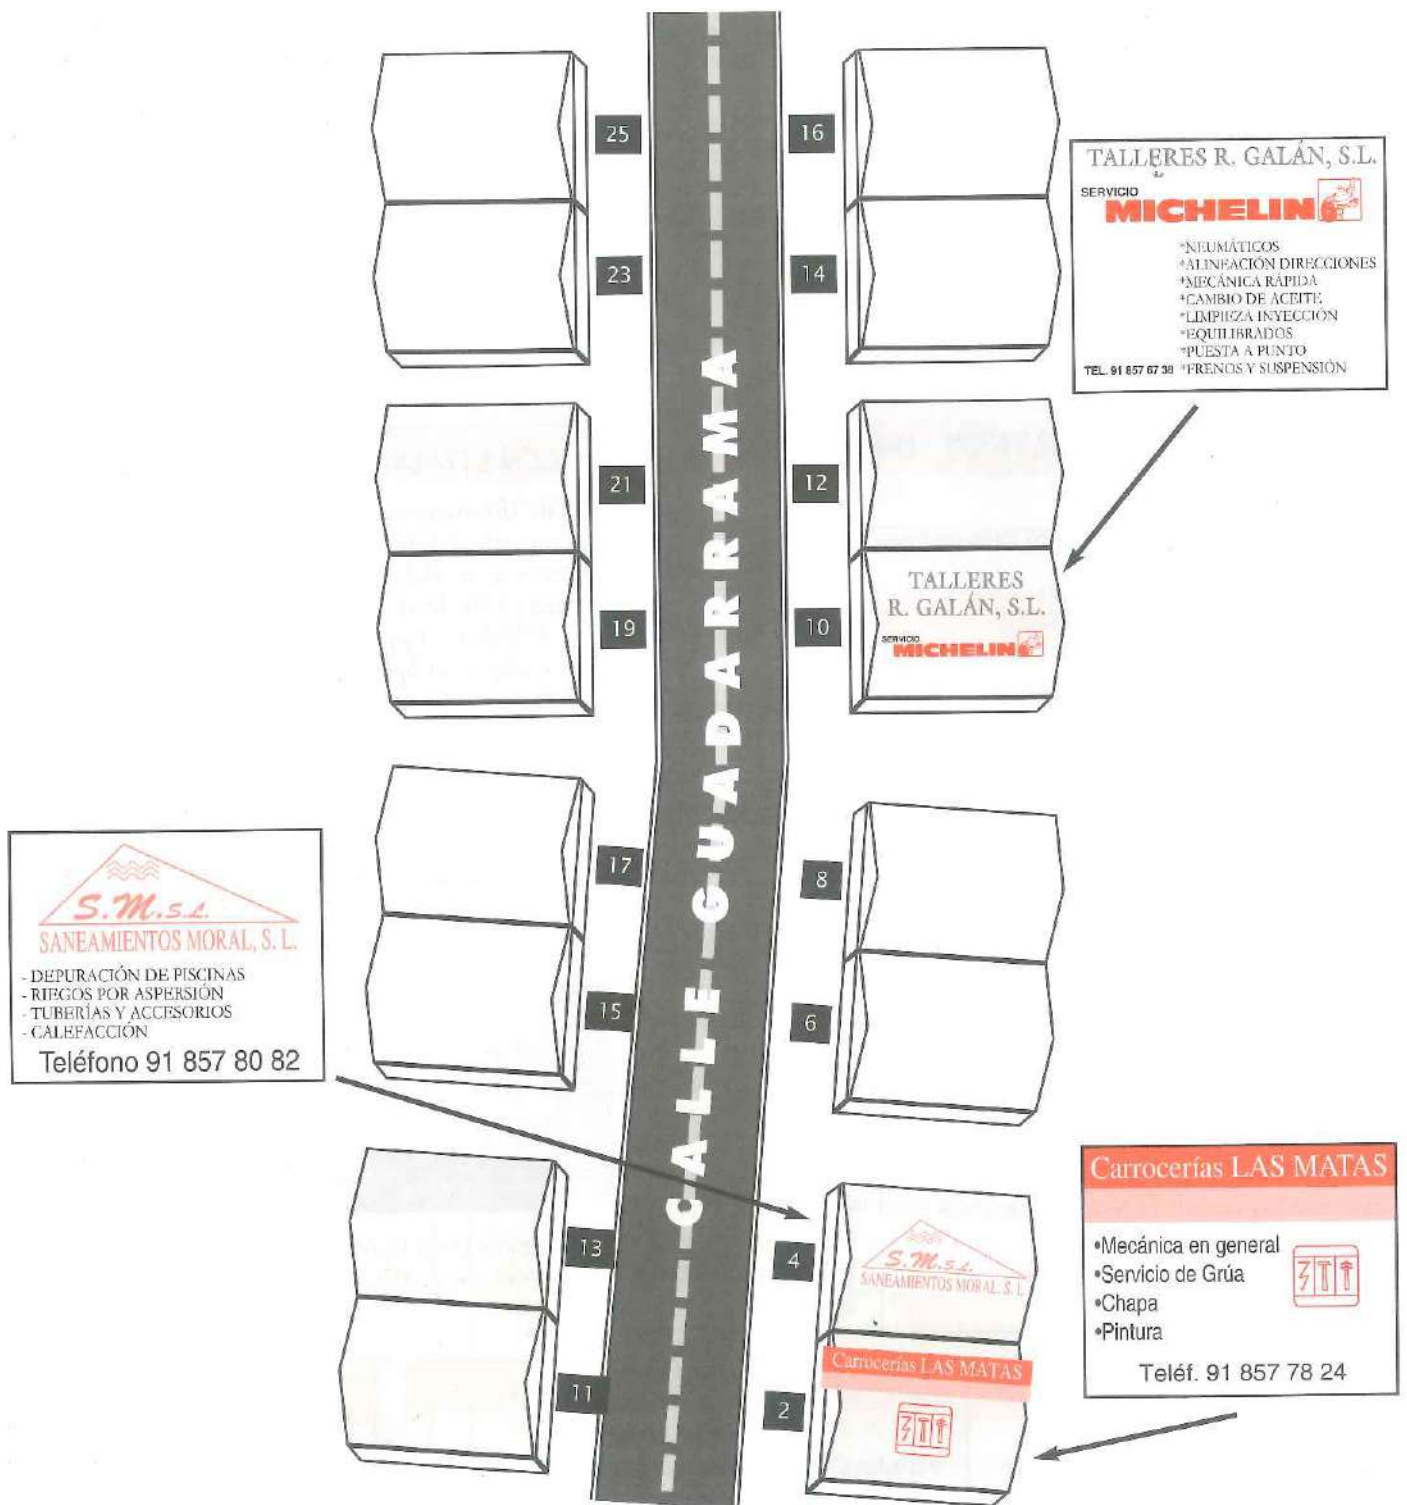 25
16
23
14
TALLERES R. GALÁN, S.L.
SERVICIO
MICHELIN
*NEUMÁTICOS
*ALINEACIÓN DIRECCIONES
*MECÁNICA RÁPIDA
*CAMBIO DE ACEITE
*LIMPIEZA INYECCIÓN
*EQUILIBRADOS
*PUESTA A PUNTO
TEL. 91 857 67 38 *FRENOS Y SUSPENSIÓN
21
12
19
10
TALLERES
R. GALÁN, S.L.
SERVICIO
MICHELIN
CALLE GUADARRAMA
17
8
15
6
S.M.S.L.
SANEAMIENTOS MORAL, S. L.
- DEPURACIÓN DE PISCINAS
- RIEGOS POR ASPERSIÓN
- TUBERÍAS Y ACCESORIOS
- CALEFACCIÓN
Teléfono 91 857 80 82
13
4
S.M.S.L.
SANEAMIENTOS MORAL, S. L
11
2
Carrocerías LAS MATAS
Carrocerías LAS MATAS
•Mecánica en general
•Servicio de Grúa
•Chapa
•Pintura
Teléf. 91 857 78 24